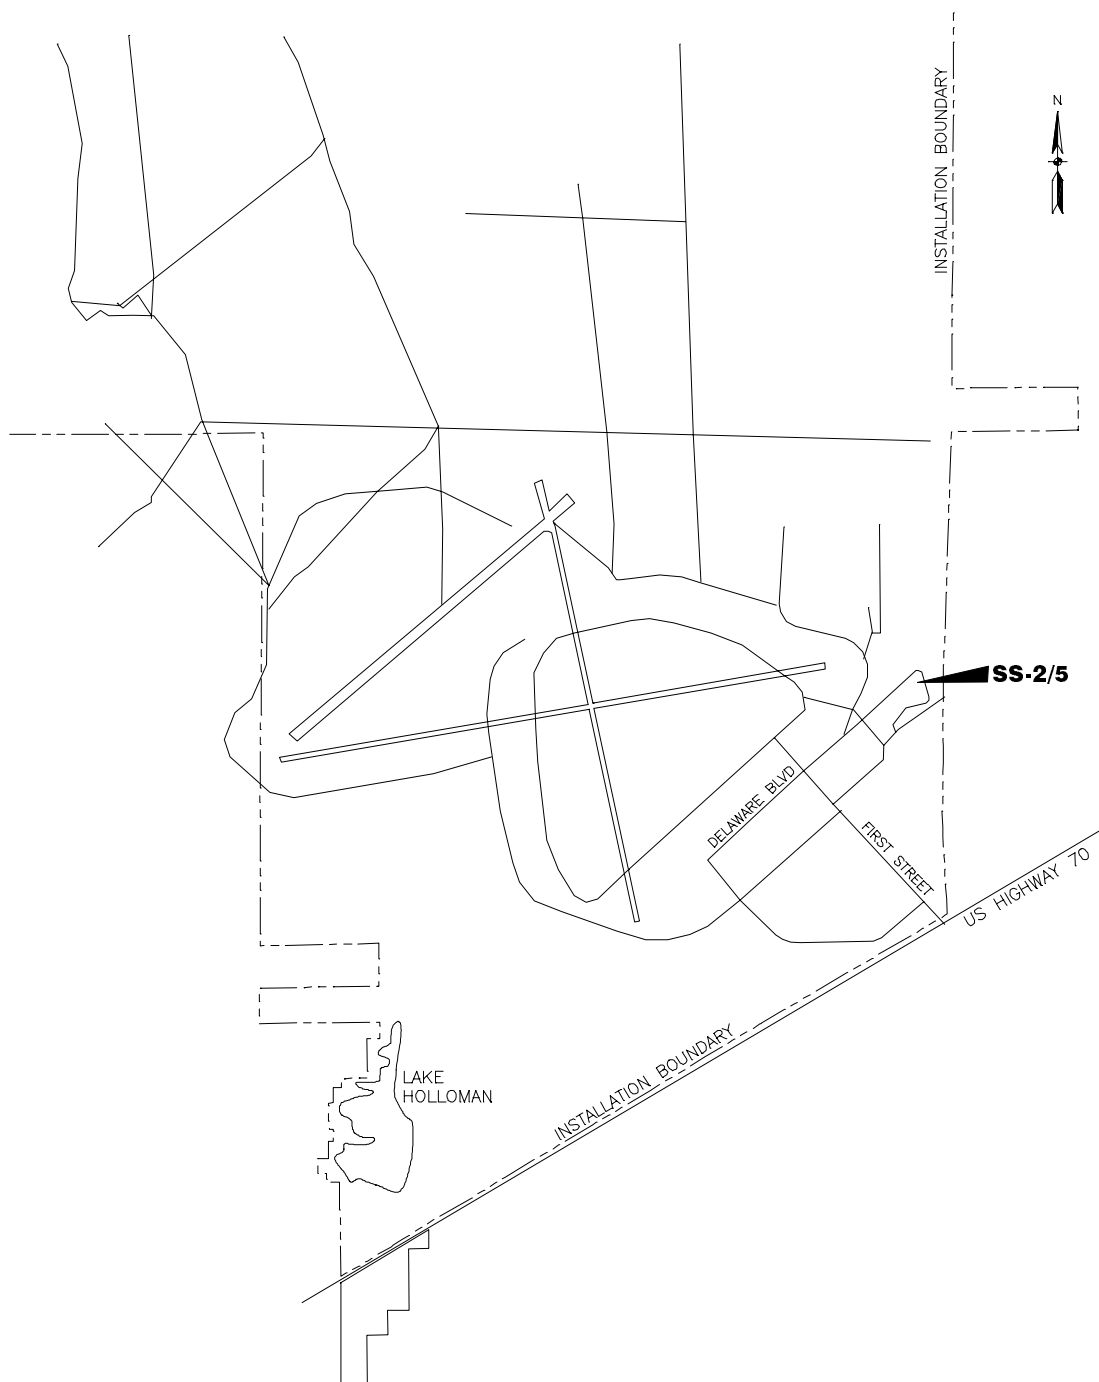 INSTALLATION BOUNDARY
N
SS-2/5
DELAWARE BLVD
FIRST STREET
US HIGHWAY 70
INSTALLATION BOUNDARY
LAKE
HOLLOMAN